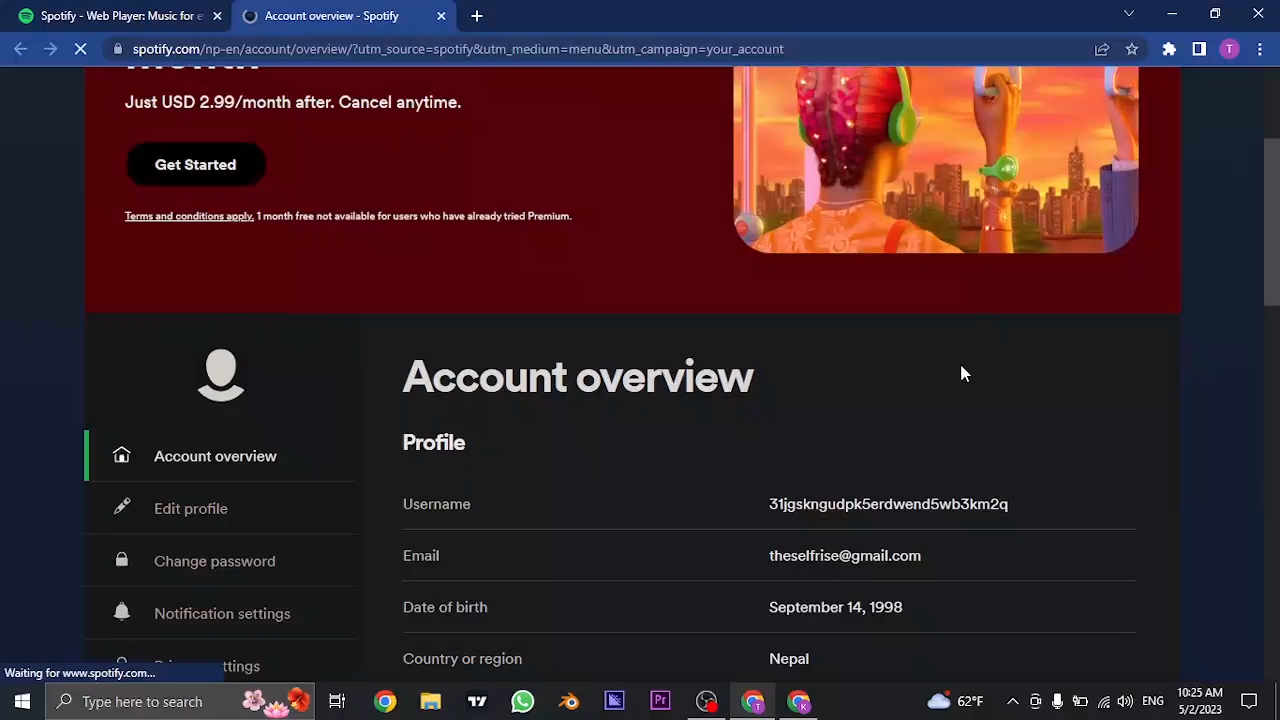 Spotify - Web Player: Music for e
Account overview - Spotify
spotify.com/np-en/account/overview/?utm_source=spotify&utm_medium=menu&utm_campaign=your_account
T
Just USD 2.99/month after. Cancel anytime.
Get Started
Terms and conditions apply. 1 month free not available for users who have already tried Premium.
Account overview
Profile
Account overview
Edit profile
Change password
Notification settings
Username 31jgskngudpk5erdwend5wb3km2q
Email theselfrise@gmail.com
Date of birth September 14, 1998
Country or region Nepal
Waiting for www.spotify.com...
Type here to search
Pr
62°F
ENG
10:25 AM
5/2/2023